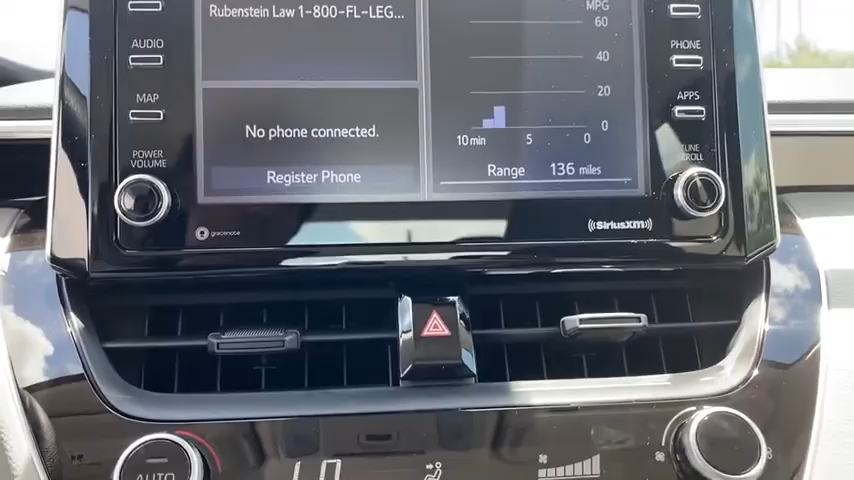 Rubenstein Law 1-800-FL-LEG...
AUDIO
MAP
POWER
VOLUME
No phone connected.
Register Phone
MPG
60
40
20
0
10 min
5
0
Range 136 miles
PHONE
APPS
TUNE
SCROLL
gracenote
SiriusXM
AUTO